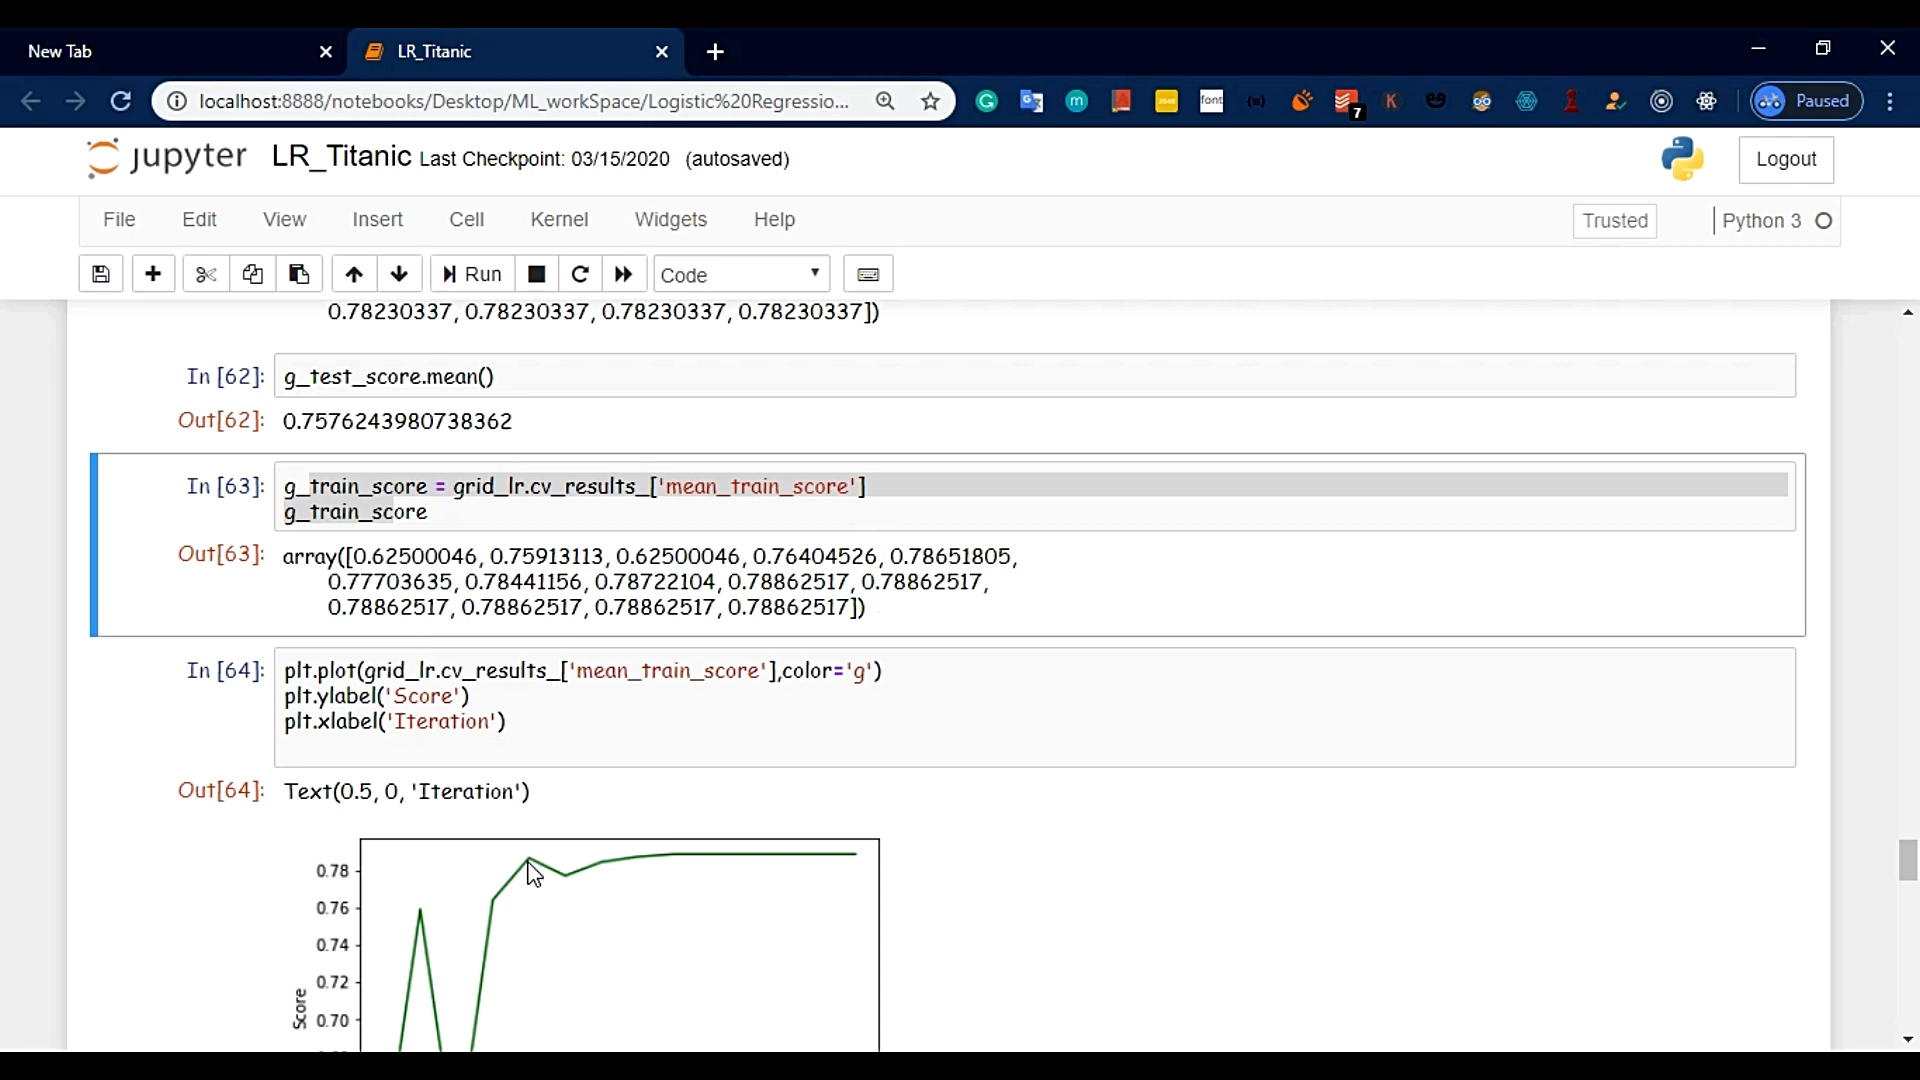 New Tab
LR_Titanic
localhost:8888/notebooks/Desktop/ML_workSpace/Logistic%20Regressio...
7
K
font
Paused
jupyter LR_Titanic Last Checkpoint: 03/15/2020 (autosaved)
Logout
File Edit View Insert Cell Kernel Widgets Help
Trusted
Python 3
Run
Code
0.78230337, 0.78230337, 0.78230337, 0.78230337])
In [62]: g_test_score.mean()
Out[62]: 0.7576243980738362
In [63]: g_train_score = grid_lr.cv_results_['mean_train_score']
g_train_score
Out[63]: array([0.62500046, 0.75913113, 0.62500046, 0.76404526, 0.78651805,
0.77703635, 0.78441156, 0.78722104, 0.78862517, 0.78862517,
0.78862517, 0.78862517, 0.78862517, 0.78862517])
In [64]: plt.plot(grid_lr.cv_results_['mean_train_score'],color='g')
plt.ylabel('Score')
plt.xlabel('Iteration')
Out[64]: Text(0.5, 0, 'Iteration')
0.78
0.76
0.74
0.72
0.70
Score